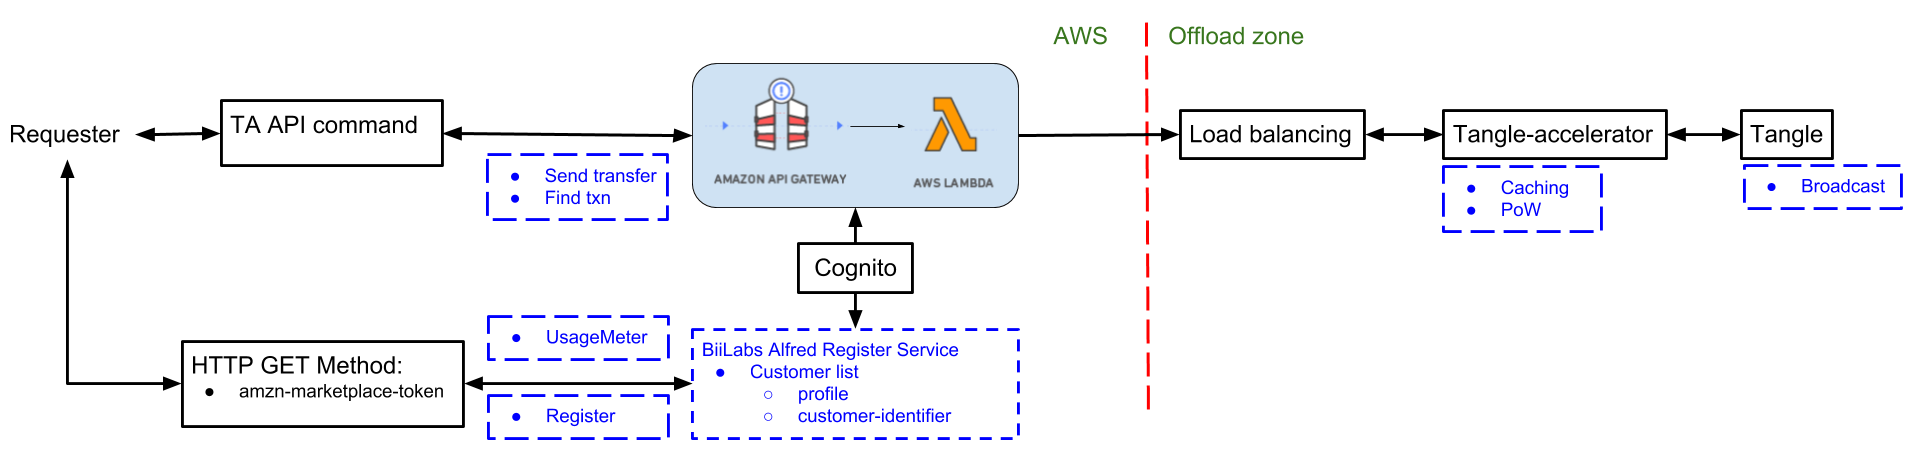 AWS
Offload zone
Requester
TA API command
Load balancing
Tangle-accelerator
Tangle
● Send transfer
● Find txn
AMAZON API GATEWAY
AWS LAMBDA
● Caching
● PoW
● Broadcast
Cognito
● UsageMeter
HTTP GET Method:
● amzn-marketplace-token
● Register
BiiLabs Alfred Register Service
● Customer list
○ profile
○ customer-identifier